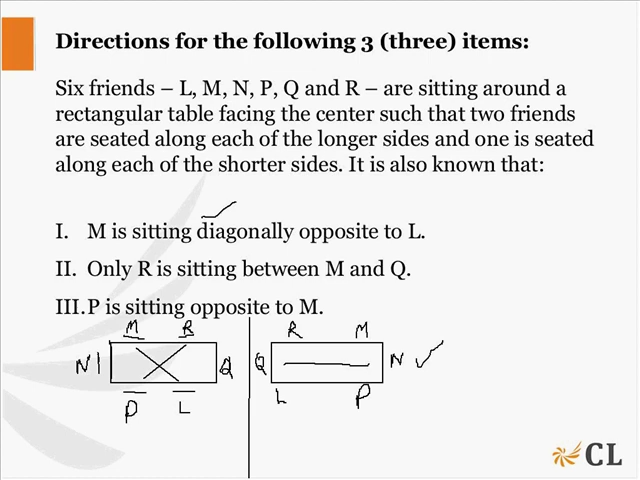 Directions for the following 3 (three) items:
Six friends – L, M, N, P, Q and R – are sitting around a
rectangular table facing the center such that two friends
are seated along each of the longer sides and one is seated
along each of the shorter sides. It is also known that:
I. M is sitting diagonally opposite to L.
II. Only R is sitting between M and Q.
III. P is sitting opposite to M.
M R R M
N Q Q N
P L L P
CL